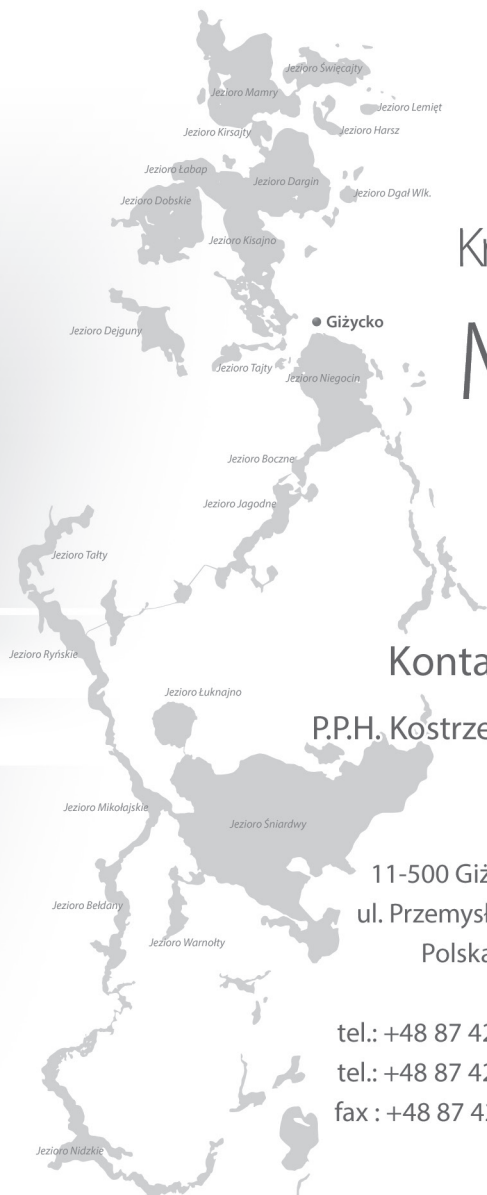 Jezioro Święcajty
Jezioro Mamry
Jezioro Lemięt
Jezioro Kirsajty
Jezioro Harsz
Jezioro Łabap
Jezioro Dargin
Jezioro Dgał Wlk.
Jezioro Dobskie
Jezioro Kisajno
Giżycko
Jezioro Dejguny
Jezioro Tajty
Jezioro Niegocin
Jezioro Boczne
Jezioro Jagodne
Jezioro Tałty
Jezioro Ryńskie
Konta
Jezioro Łuknajno
P.P.H. Kostrze
Jezioro Mikołajskie
Jezioro Śniardwy
11-500 Giż
Jezioro Bełdany
ul. Przemysł
Jezioro Warnołty
Polska
tel.: +48 87 42
tel.: +48 87 42
fax : +48 87 42
Jezioro Nidzkie